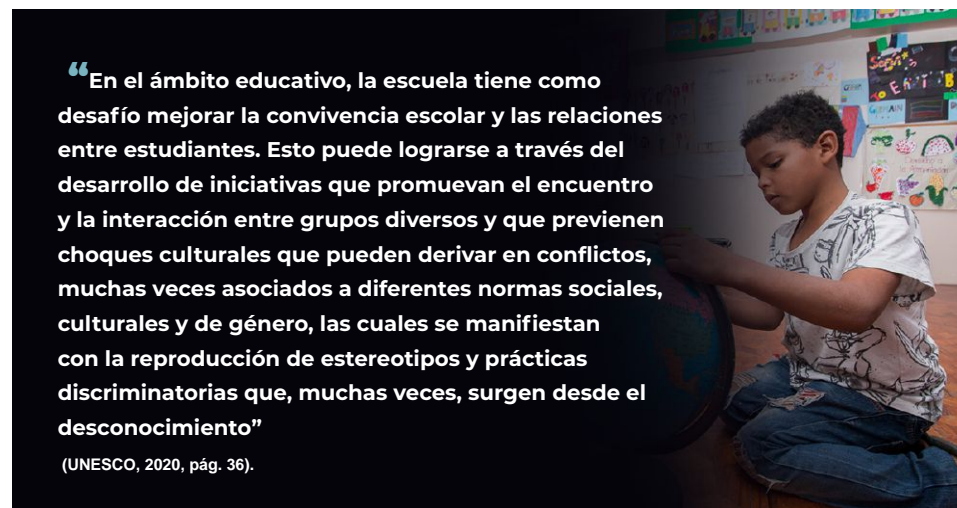 “En el ámbito educativo, la escuela tiene como
desafío mejorar la convivencia escolar y las relaciones
entre estudiantes. Esto puede lograrse a través del
desarrollo de iniciativas que promuevan el encuentro
y la interacción entre grupos diversos y que previenen
choques culturales que pueden derivar en conflictos,
muchas veces asociados a diferentes normas sociales,
culturales y de género, las cuales se manifiestan
con la reproducción de estereotipos y prácticas
discriminatorias que, muchas veces, surgen desde el
desconocimiento”
(UNESCO, 2020, pág. 36).